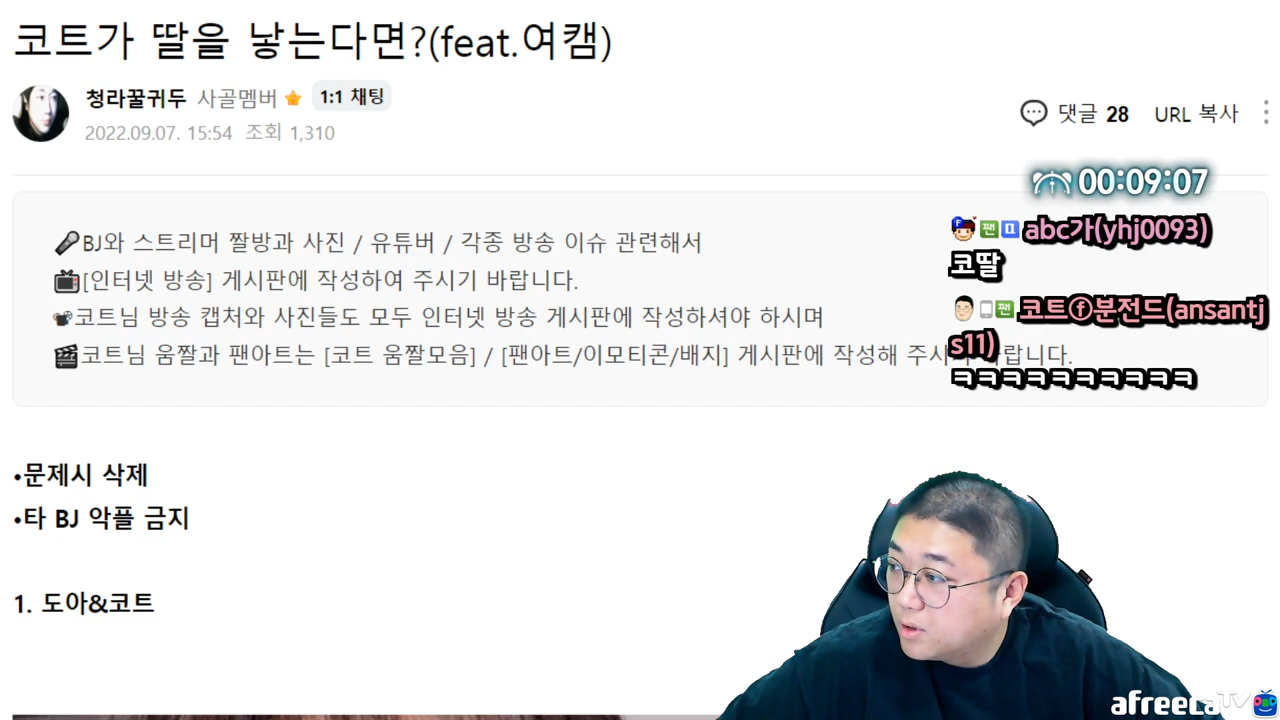 코트가 딸을 낳는다면?(feat.여캠)
청라꿀귀두 사골멤버 1:1 채팅
2022.09.07. 15:54 조회 1,310
댓글 28 URL 복사
00:09:07
BJ와 스트리머 짤방과 사진 / 유튜버 / 각종 방송 이슈 관련해서
[인터넷 방송] 게시판에 작성하여 주시기 바랍니다.
코트님 방송 캡처와 사진들도 모두 인터넷 방송 게시판에 작성하셔야 하시며
코트님 움짤과 팬아트는 [코트 움짤모음] / [팬아트/이모티콘/배지] 게시판에 작성해 주시 바랍니다.
팬 abc가(yhj0093)
코딸
팬 코트ⓕ분전드(ansantj
s11)
ㅋㅋㅋㅋㅋㅋㅋㅋㅋㅋ
•문제시 삭제
•타 BJ 악플 금지
1. 도아&코트
afreecaTV